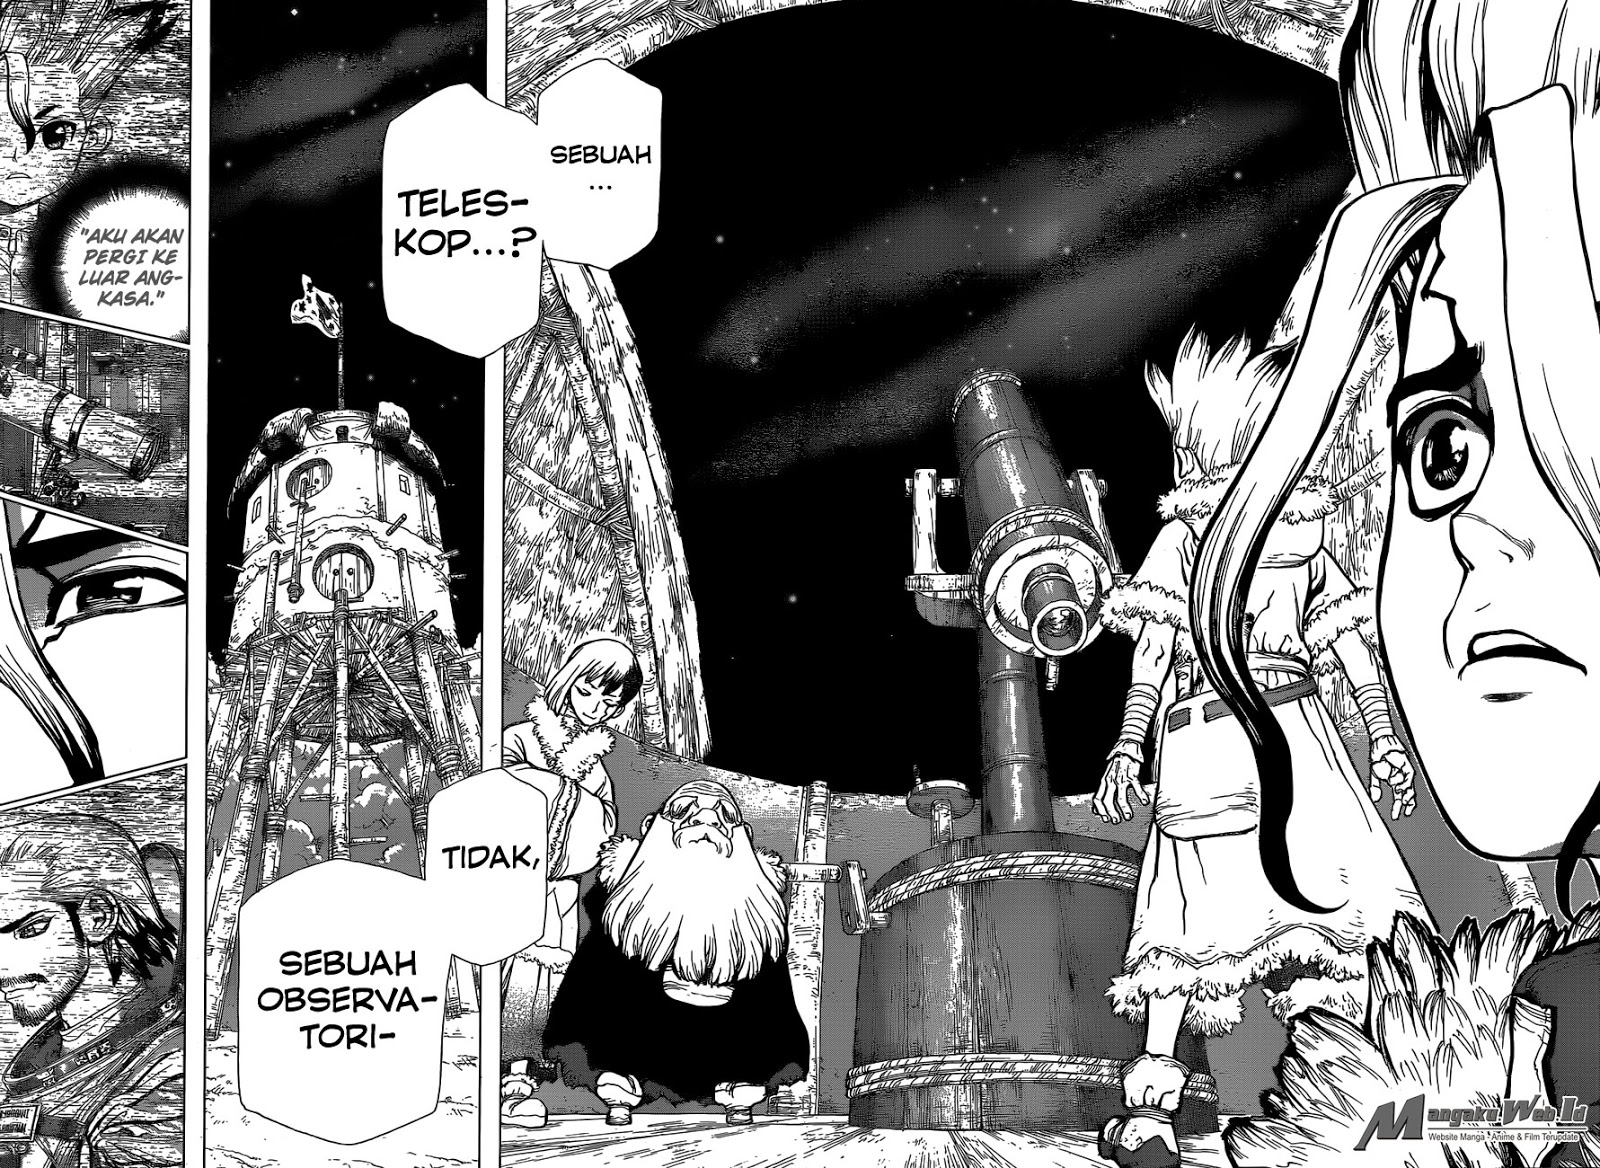 SEBUAH
...
TELES-
KOP...?
TIDAK,
SEBUAH
OBSERVA-
TORI-
"AKU AKAN
PERGI KE
LUAR ANG-
KASA."
MangakuWeb.Id
Website Manga - Anime & Film Terupdate